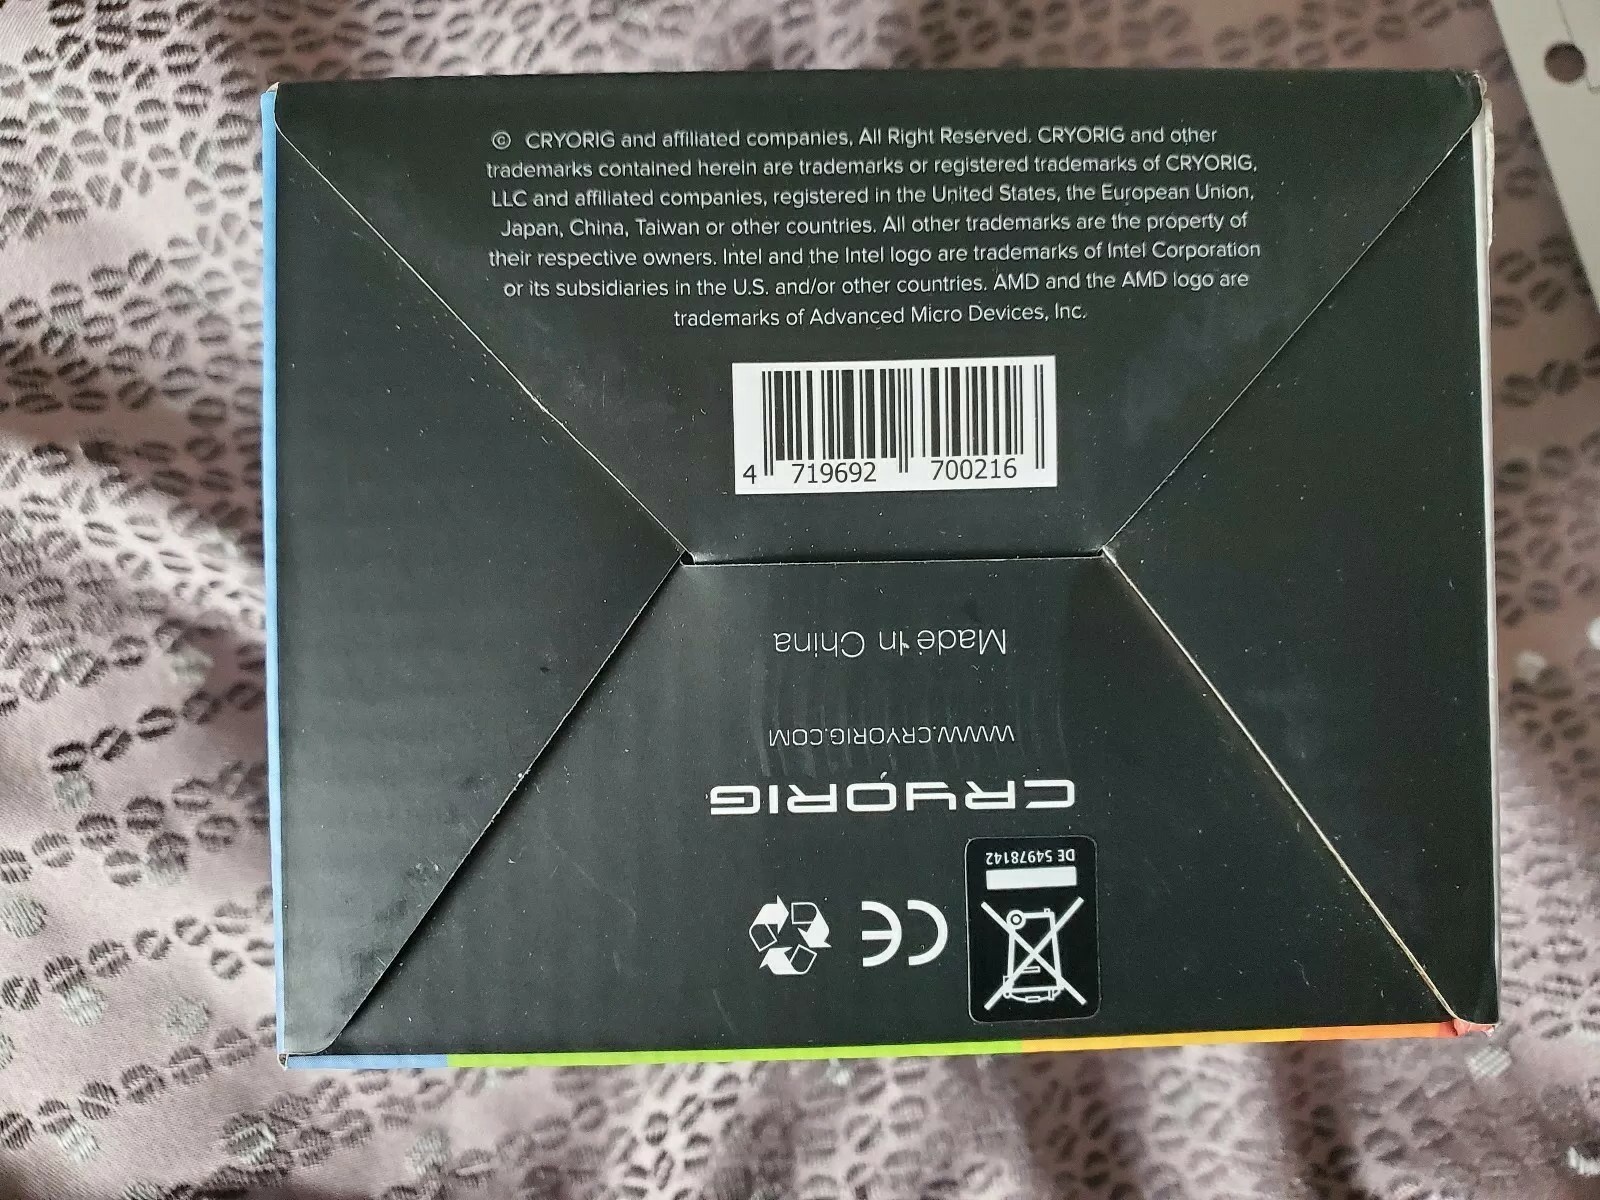 © CRYORIG and affiliated companies, All Right Reserved. CRYORIG and other
trademarks contained herein are trademarks or registered trademarks of CRYORIG,
LLC and affiliated companies, registered in the United States, the European Union,
Japan, China, Taiwan or other countries. All other trademarks are the property of
their respective owners. Intel and the Intel logo are trademarks of Intel Corporation
or its subsidiaries in the U.S. and/or other countries. AMD and the AMD logo are
trademarks of Advanced Micro Devices, Inc.
4 719692 700216
Made In China
WWW.CRYORIG.COM
CRYORIG
DE 54978142
CE